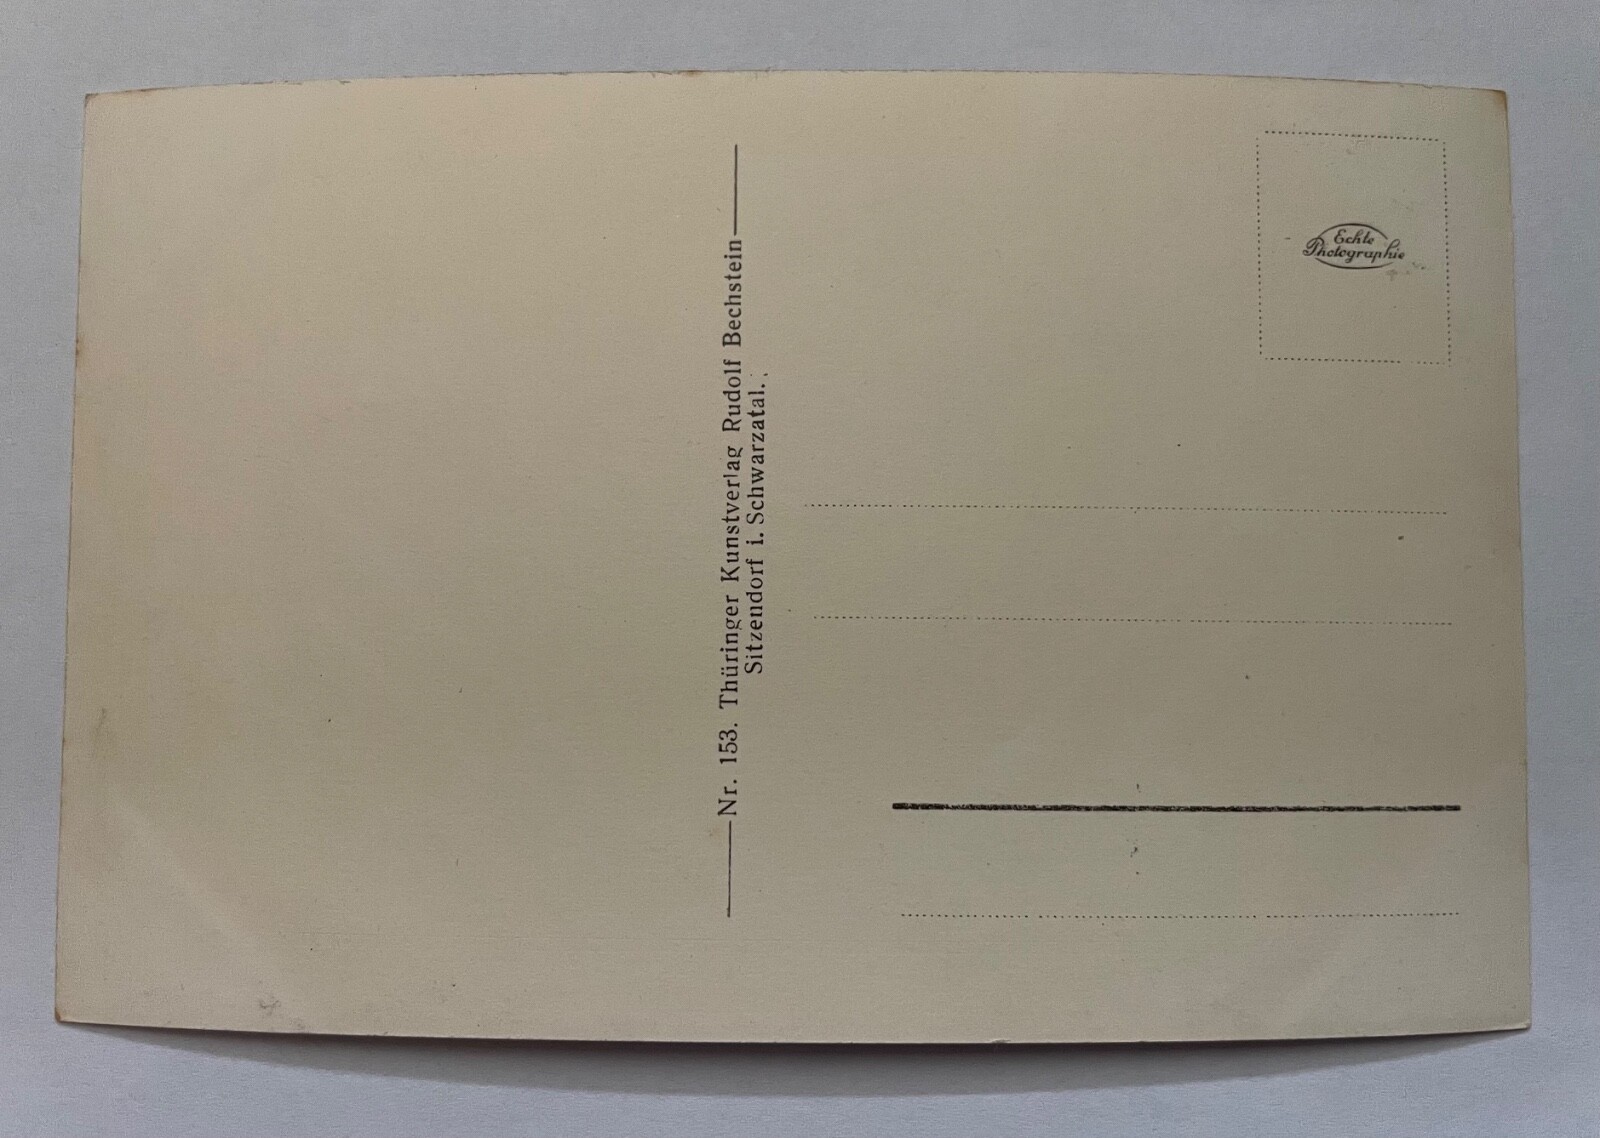 Nr. 153. Thüringer Kunstverlag Rudolf Bechstein
Sitzendorf i. Schwarzatal.
Echte
Photographie